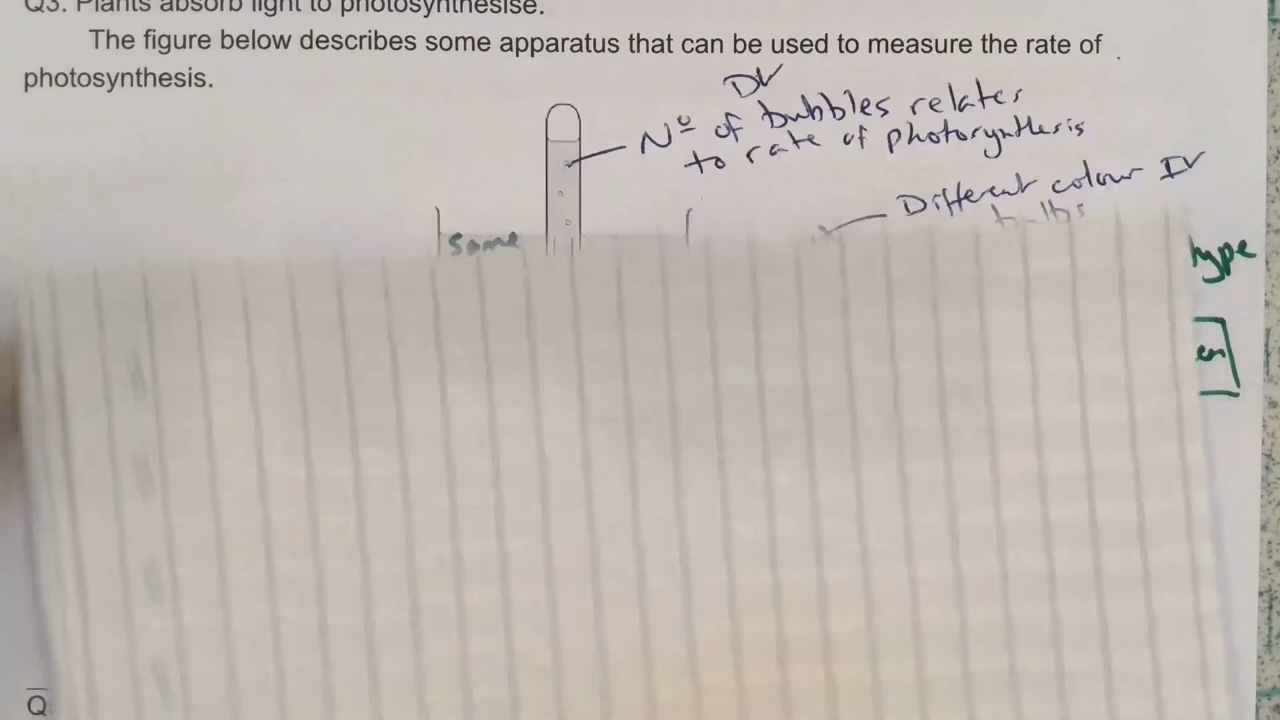 Q3. Plants absorb light to photosynthesise.
The figure below describes some apparatus that can be used to measure the rate of
photosynthesis.
DV
Nº of bubbles relates
to rate of photosynthesis
Different colour IV
bulbs
some
type
Q